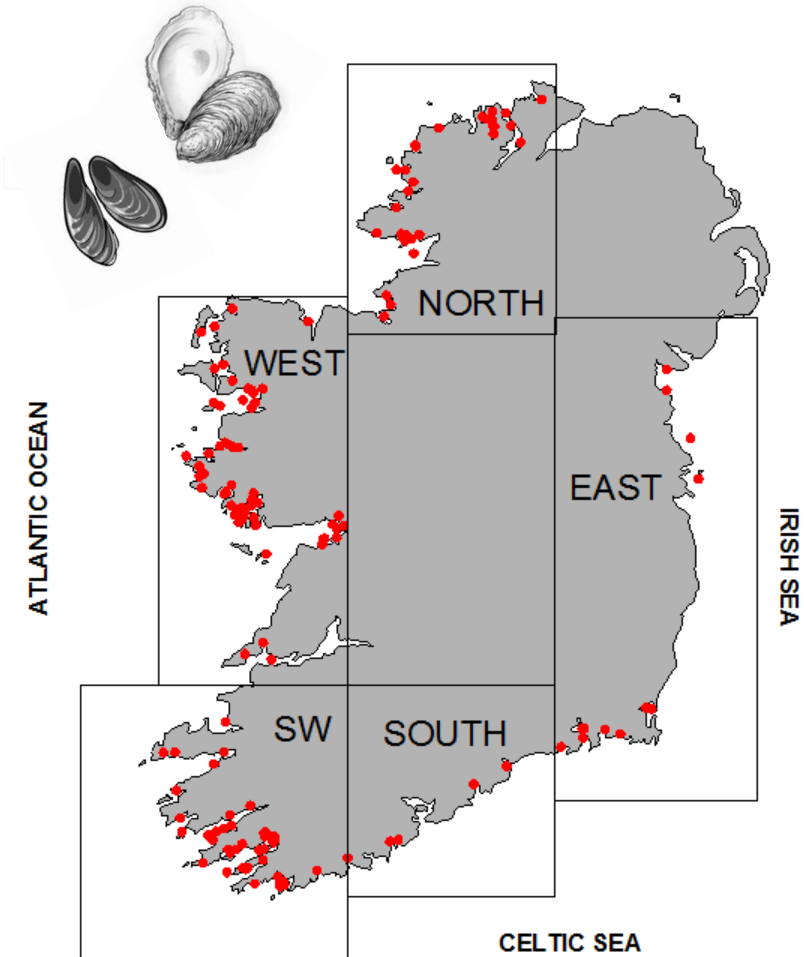 NORTH
WEST
ATLANTIC OCEAN
EAST
IRISH SEA
SW
SOUTH
CELTIC SEA